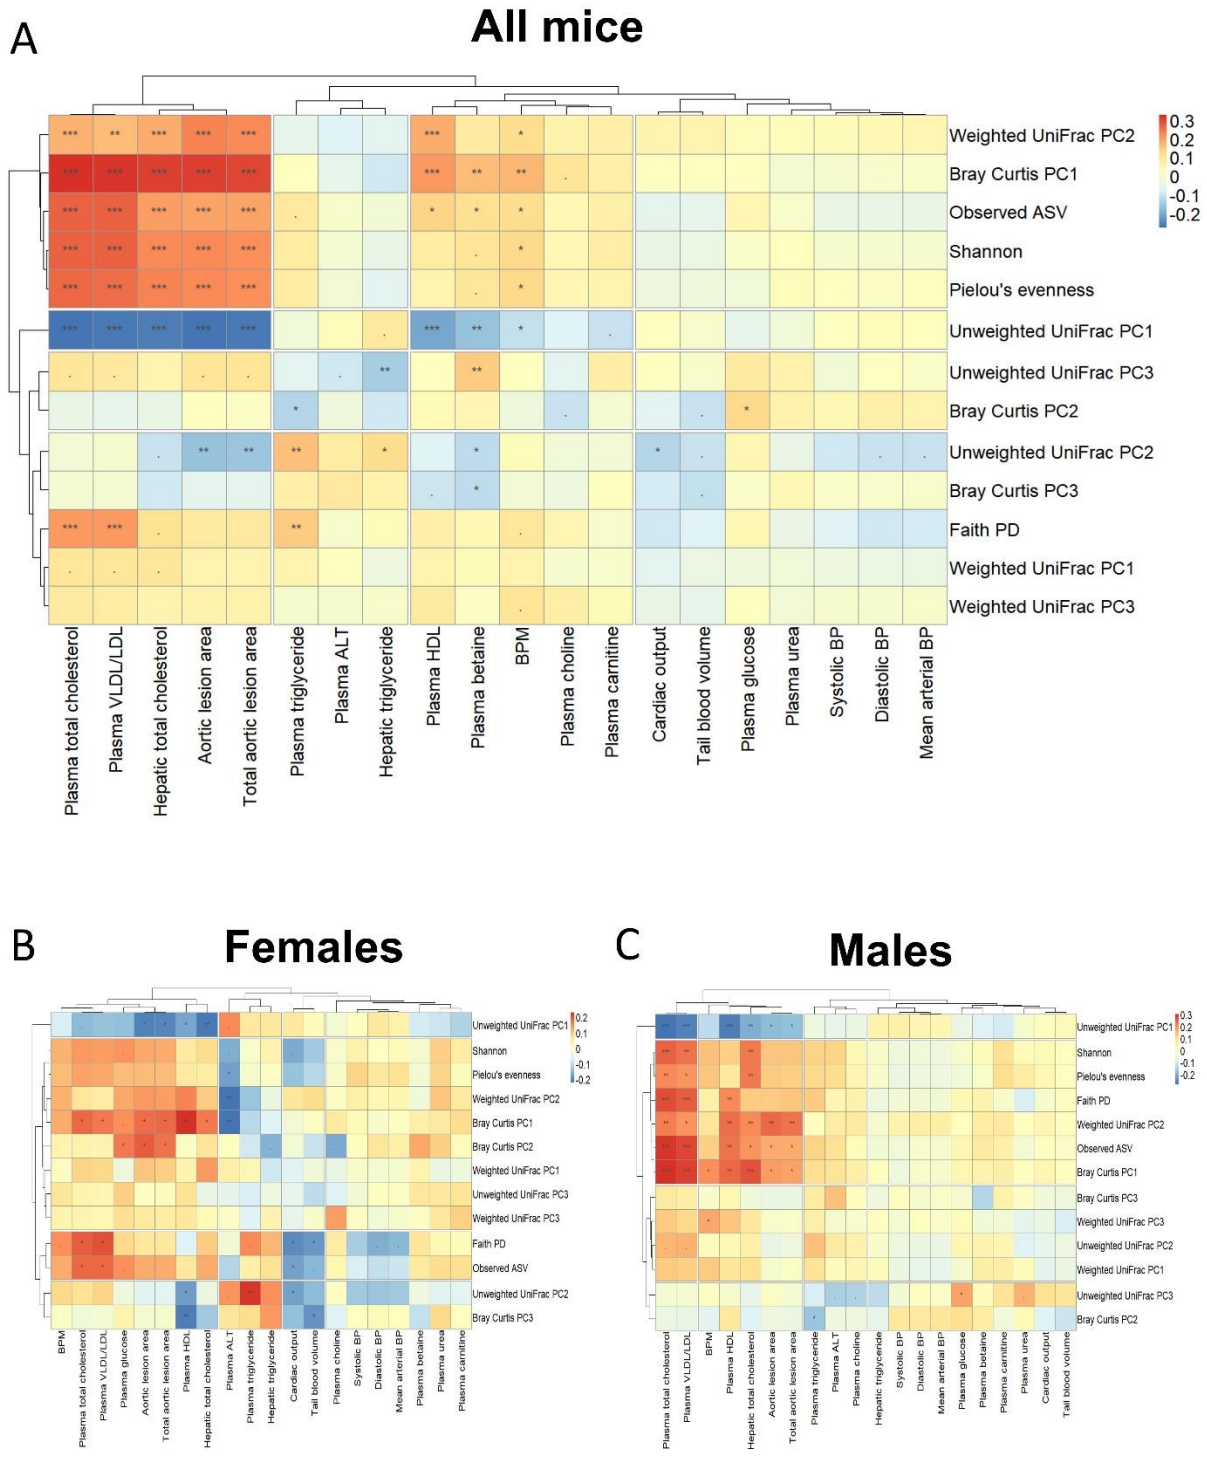 A
All mice
*** ** *** *** *** *** *
*** *** *** *** *** *** ** ** .
*** *** *** *** *** . * * *
*** *** *** *** *** . *
*** *** *** *** *** . *
*** *** *** *** *** . *** ** * .
. . . . . ** **
* . . *
. ** ** ** * * * . . .
. * .
*** *** . ** .
. . .
.
Weighted UniFrac PC2
Bray Curtis PC1
Observed ASV
Shannon
Pielou's evenness
Unweighted UniFrac PC1
Unweighted UniFrac PC3
Bray Curtis PC2
Unweighted UniFrac PC2
Bray Curtis PC3
Faith PD
Weighted UniFrac PC1
Weighted UniFrac PC3
0.3
0.2
0.1
0
-0.1
-0.2
Plasma total cholesterol
Plasma VLDL/LDL
Hepatic total cholesterol
Aortic lesion area
Total aortic lesion area
Plasma triglyceride
Plasma ALT
Hepatic triglyceride
Plasma HDL
Plasma betaine
BPM
Plasma choline
Plasma carnitine
Cardiac output
Tail blood volume
Plasma glucose
Plasma urea
Systolic BP
Diastolic BP
Mean arterial BP
B
Females
Unweighted UniFrac PC1
Shannon
Pielou's evenness
Weighted UniFrac PC2
Bray Curtis PC1
Bray Curtis PC2
Weighted UniFrac PC1
Unweighted UniFrac PC3
Weighted UniFrac PC3
Faith PD
Observed ASV
Unweighted UniFrac PC2
Bray Curtis PC3
0.2
0.1
0
-0.1
-0.2
BPM
Plasma total cholesterol
Plasma VLDL/LDL
Plasma glucose
Aortic lesion area
Total aortic lesion area
Plasma HDL
Hepatic total cholesterol
Plasma ALT
Plasma triglyceride
Hepatic triglyceride
Cardiac output
Tail blood volume
Plasma choline
Systolic BP
Diastolic BP
Mean arterial BP
Plasma betaine
Plasma urea
Plasma carnitine
C
Males
Unweighted UniFrac PC1
Shannon
Pielou's evenness
Faith PD
Weighted UniFrac PC2
Observed ASV
Bray Curtis PC1
Bray Curtis PC3
Weighted UniFrac PC3
Unweighted UniFrac PC2
Weighted UniFrac PC1
Unweighted UniFrac PC3
Bray Curtis PC2
0.3
0.2
0.1
0
-0.1
-0.2
Plasma total cholesterol
Plasma VLDL/LDL
BPM
Plasma HDL
Hepatic total cholesterol
Aortic lesion area
Total aortic lesion area
Plasma triglyceride
Plasma ALT
Plasma choline
Hepatic triglyceride
Systolic BP
Diastolic BP
Mean arterial BP
Plasma glucose
Plasma betaine
Plasma carnitine
Plasma urea
Cardiac output
Tail blood volume